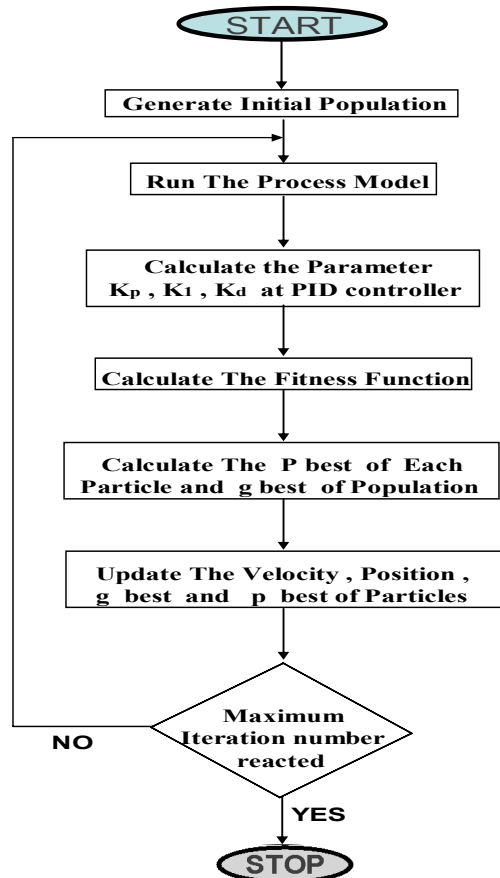 START
Generate Initial Population
Run The Process Model
Calculate the Parameter
Kp , K1 , Kd at PID controller
Calculate The Fitness Function
Calculate The P best of Each
Particle and g best of Population
Update The Velocity , Position ,
g best and p best of Particles
Maximum
Iteration number
reacted
NO
YES
STOP